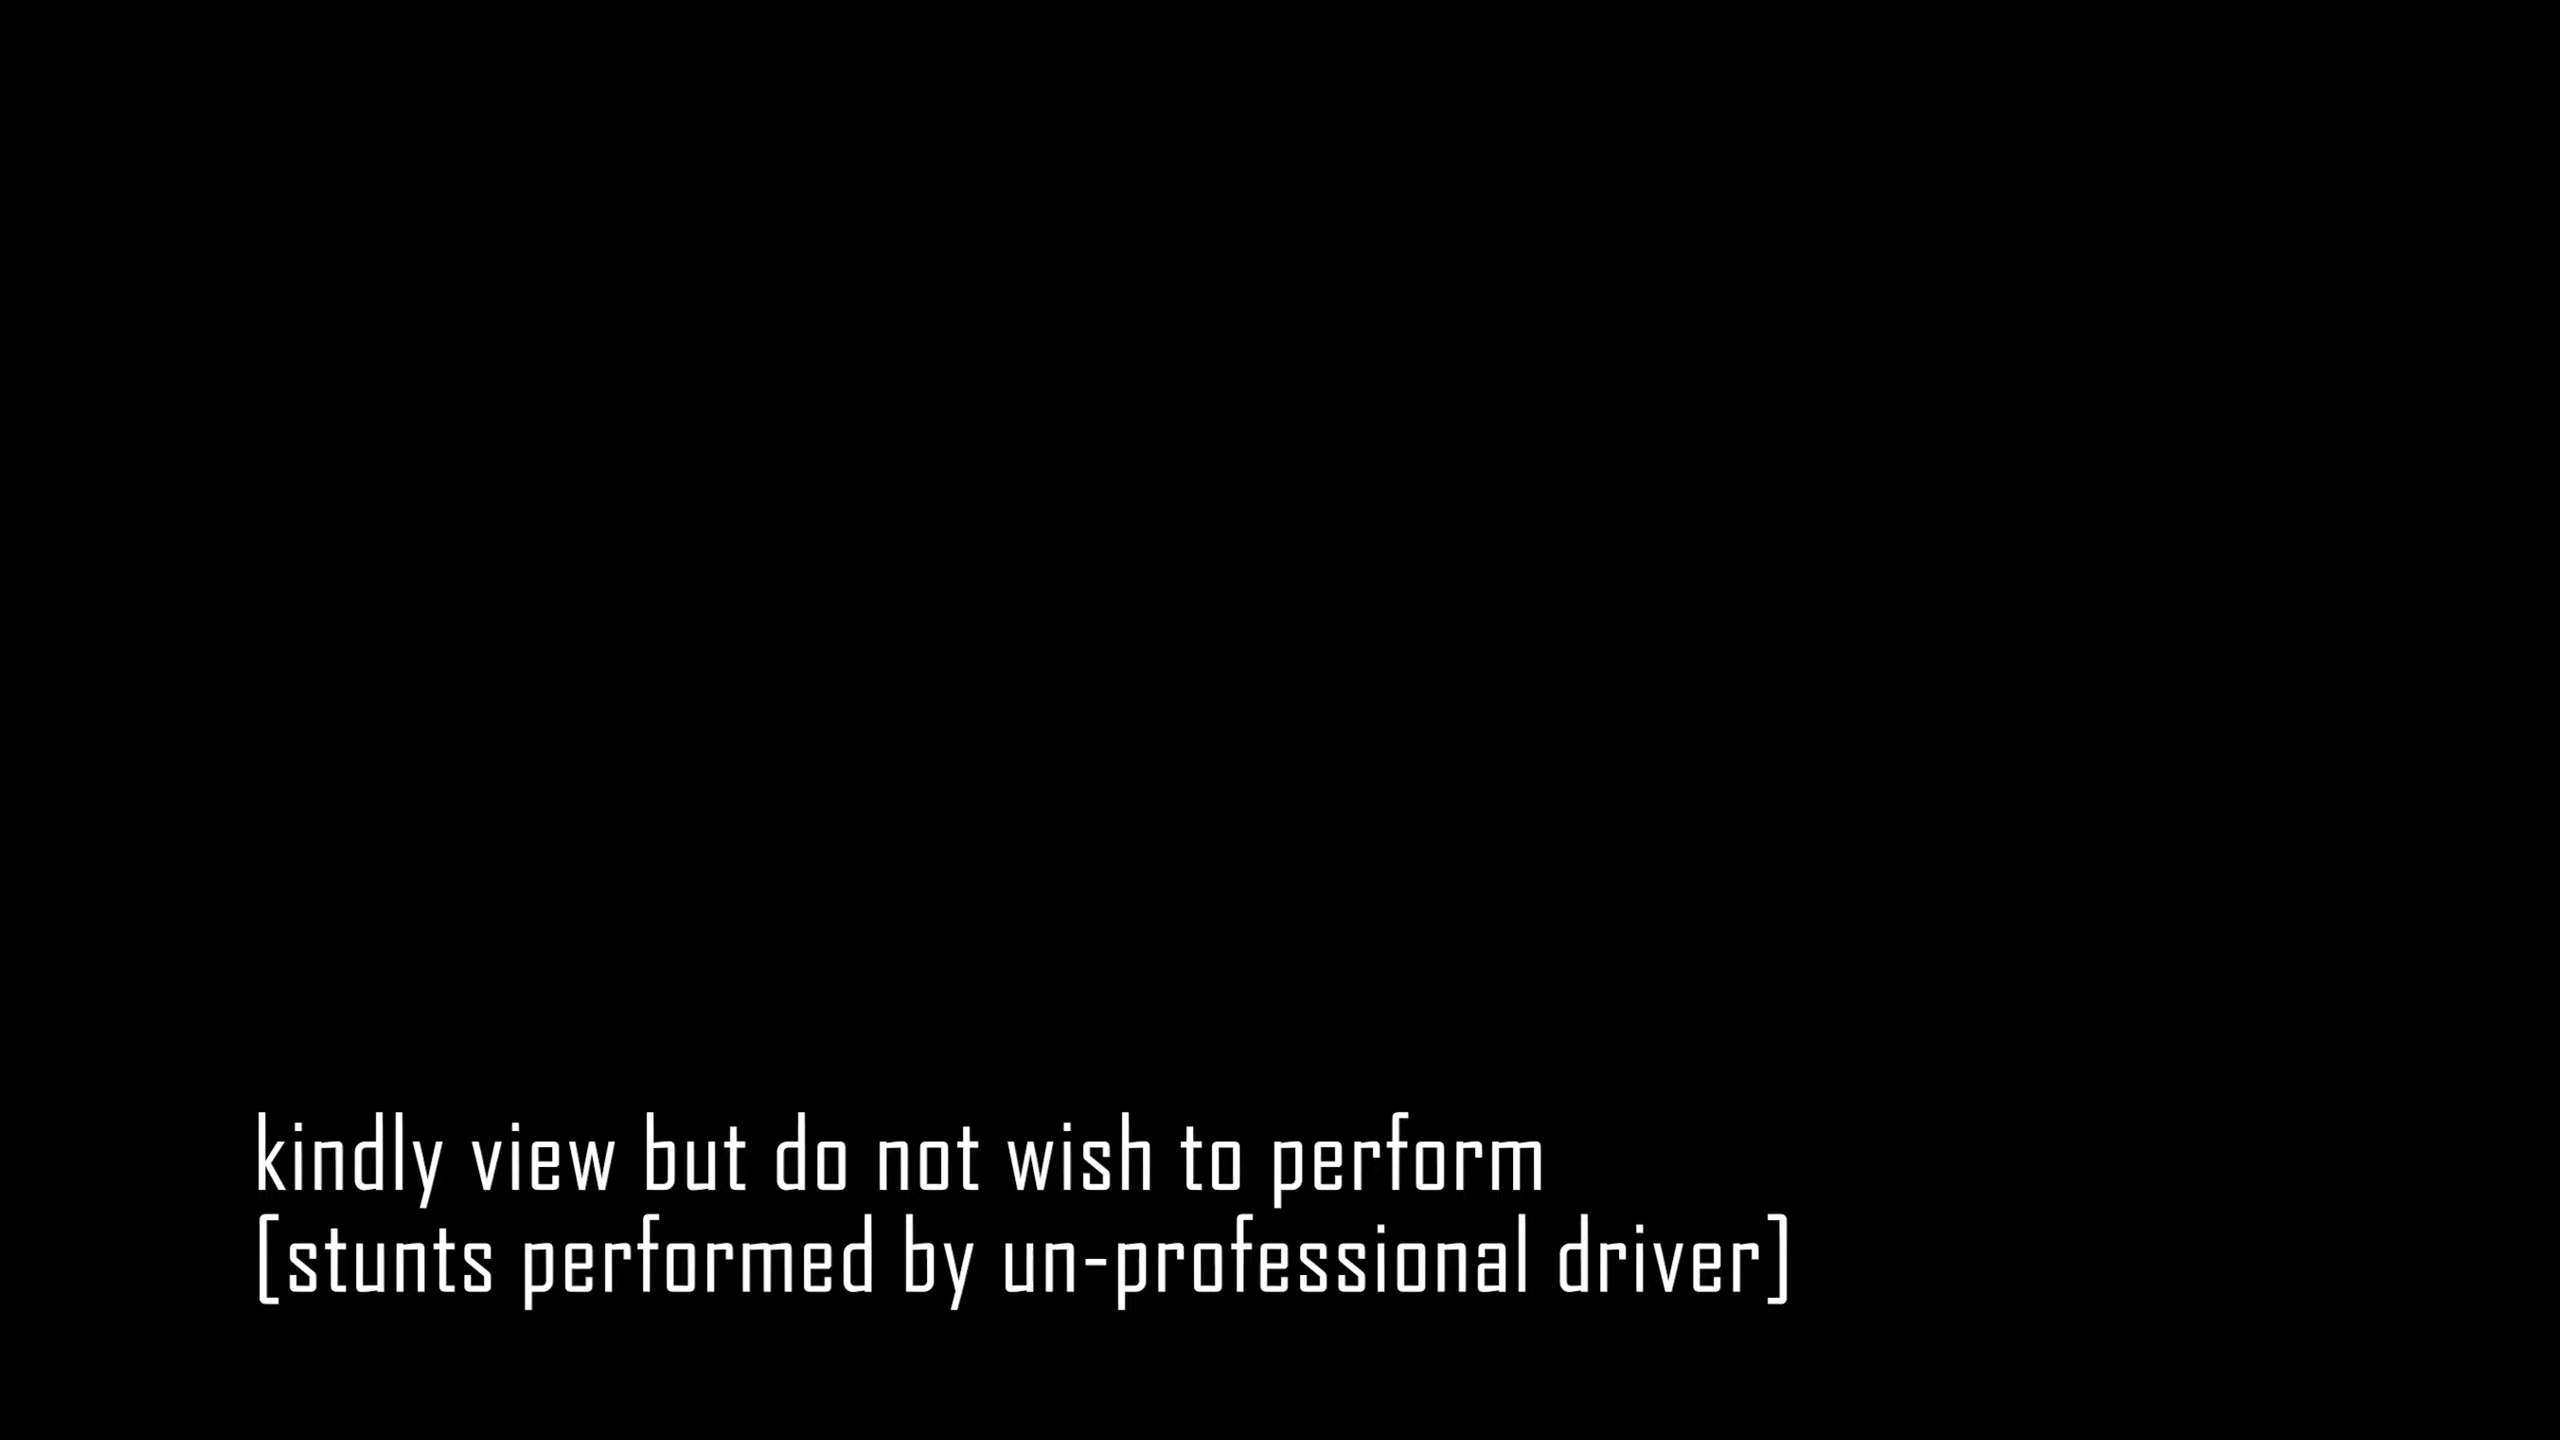 kindly view but do not wish to perform
[stunts performed by un-professional driver]